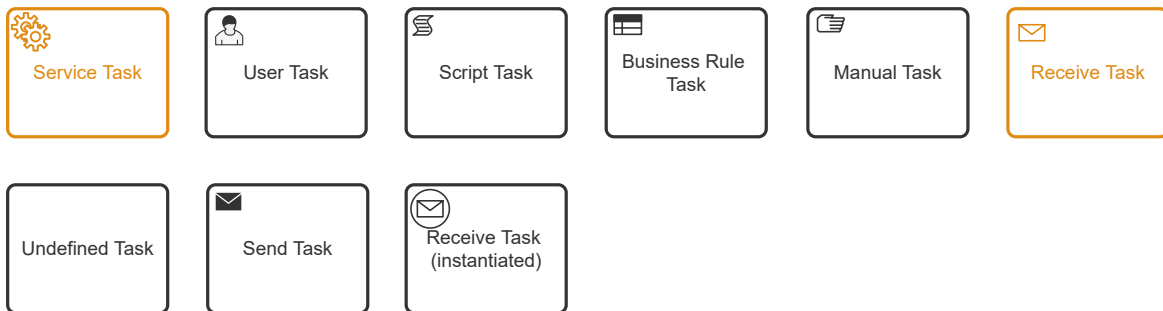 Service Task
User Task
Script Task
Business Rule
Task
Manual Task
Receive Task
Undefined Task
Send Task
Receive Task
(instantiated)